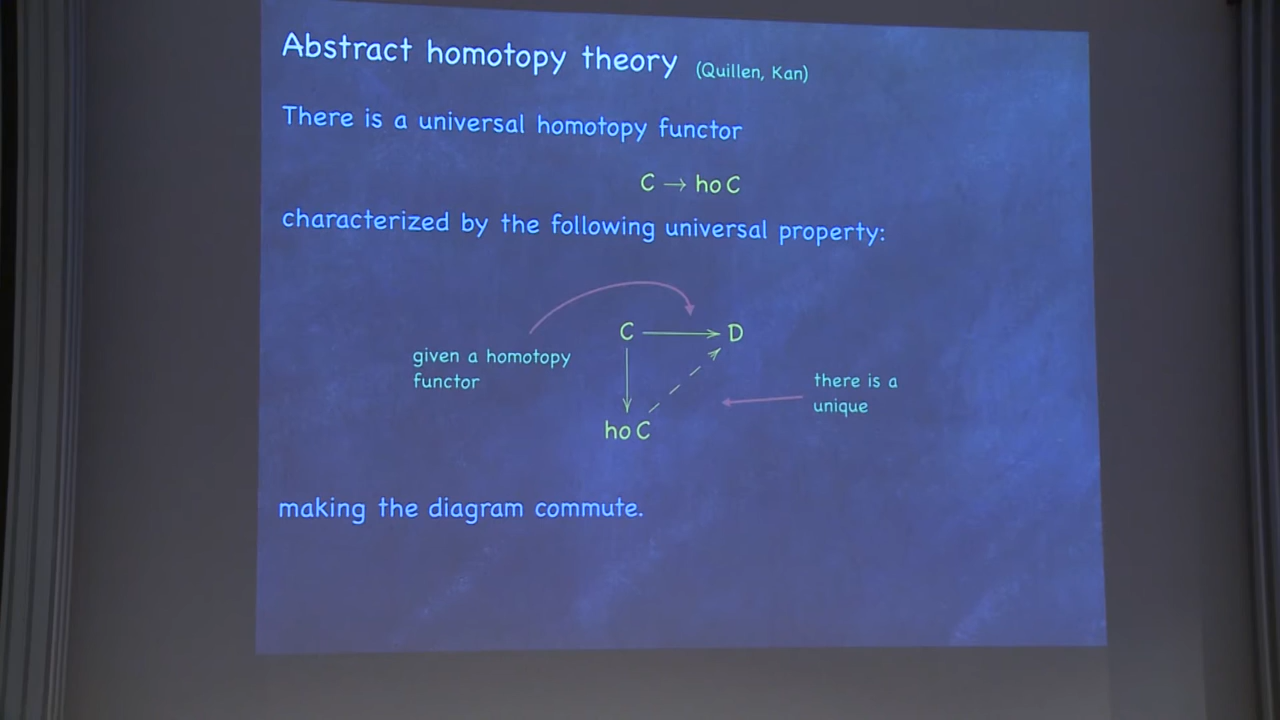 Abstract homotopy theory (Quillen, Kan)
There is a universal homotopy functor
C → ho C
characterized by the following universal property:
C D
given a homotopy
functor
there is a
unique
ho C
making the diagram commute.